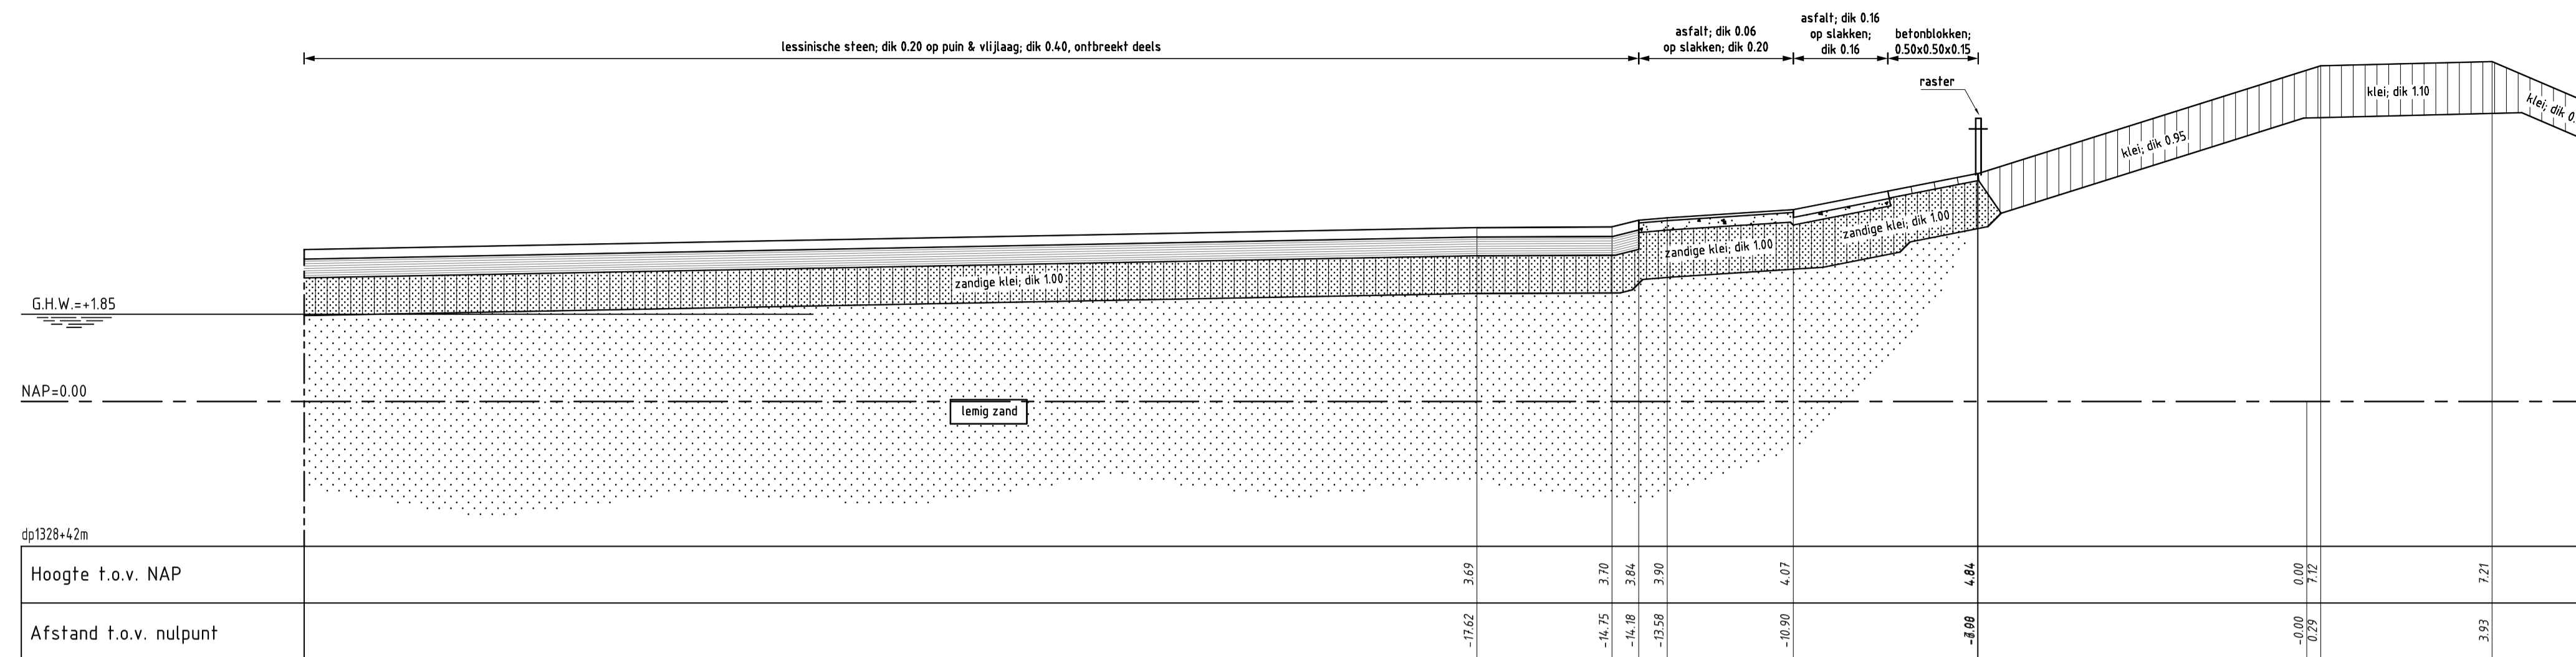 lessinische steen; dik 0.20 op puin & vlijlaag; dik 0.40, ontbreekt deels
asfalt; dik 0.06
op slakken; dik 0.20
asfalt; dik 0.16
op slakken;
dik 0.16
betonblokken;
0.50x0.50x0.15
raster
klei; dik 1.10
klei; dik 0.
klei; dik 0.95
zandige klei; dik 1.00
zandige klei; dik 1.00
zandige klei; dik 1.00
G.H.W.=+1.85
NAP=0.00
lemig zand
dp1328+42m
Hoogte t.o.v. NAP
3.69
3.70
3.84
3.90
4.07
4.84
0.00
7.12
7.21
Afstand t.o.v. nulpunt
-17.62
-14.75
-14.18
-13.58
-10.90
-0.00
0.29
3.93